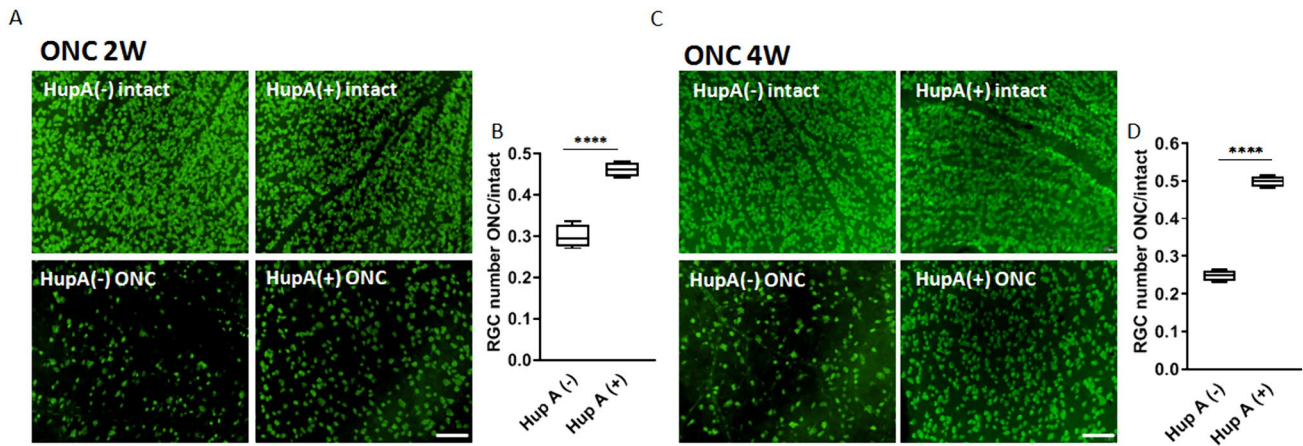 A
ONC 2W
HupA(-) intact
HupA(+) intact
HupA(-) ONC
HupA(+) ONC
B
RGC number ONC/intact
0.5
0.4
0.3
0.2
0.1
0.0
****
Hup A (-)
Hup A (+)
C
ONC 4W
HupA(-) intact
HupA(+) intact
HupA(-) ONC
HupA(+) ONC
D
RGC number ONC/intact
0.6
0.5
0.4
0.3
0.2
0.1
0.0
****
Hup A (-)
Hup A (+)